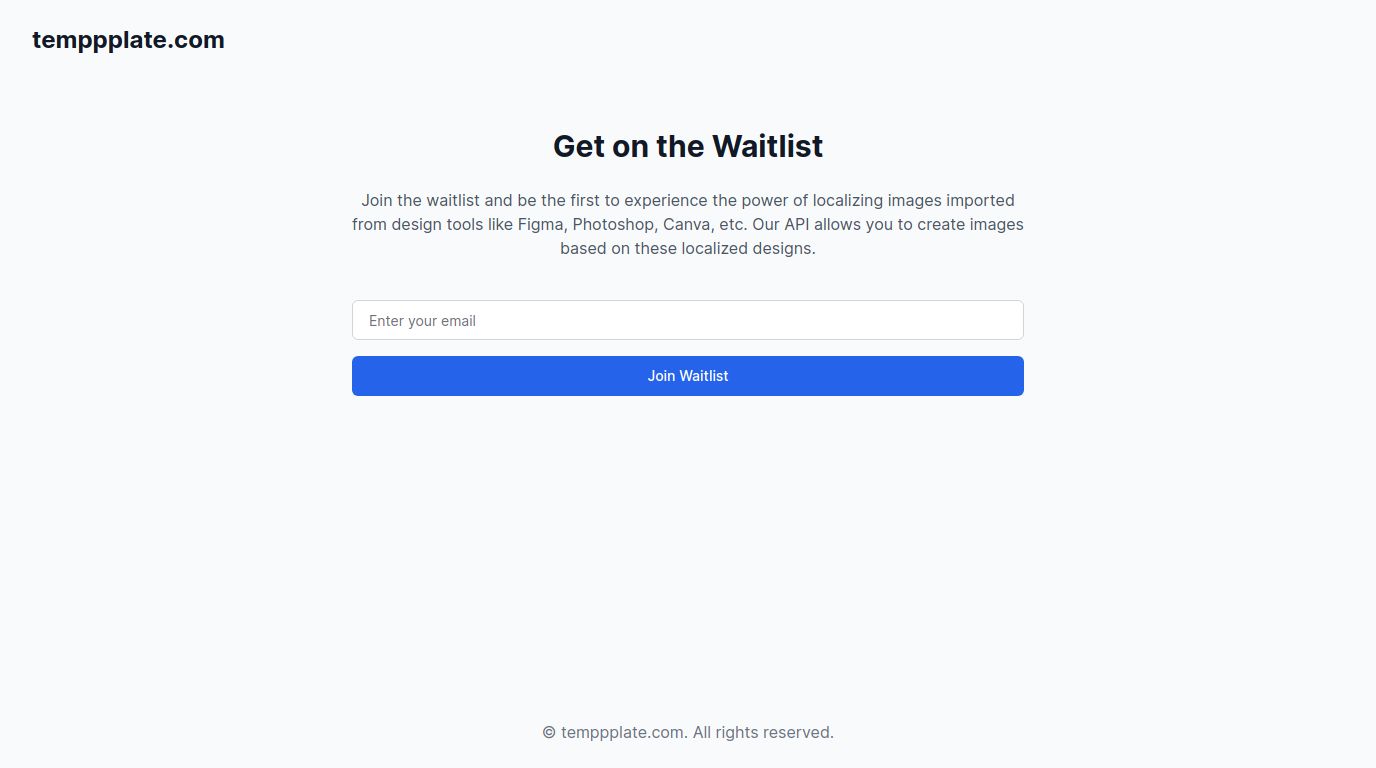 temppplate.com
Get on the Waitlist
Join the waitlist and be the first to experience the power of localizing images imported
from design tools like Figma, Photoshop, Canva, etc. Our API allows you to create images
based on these localized designs.
Enter your email
Join Waitlist
© temppplate.com. All rights reserved.